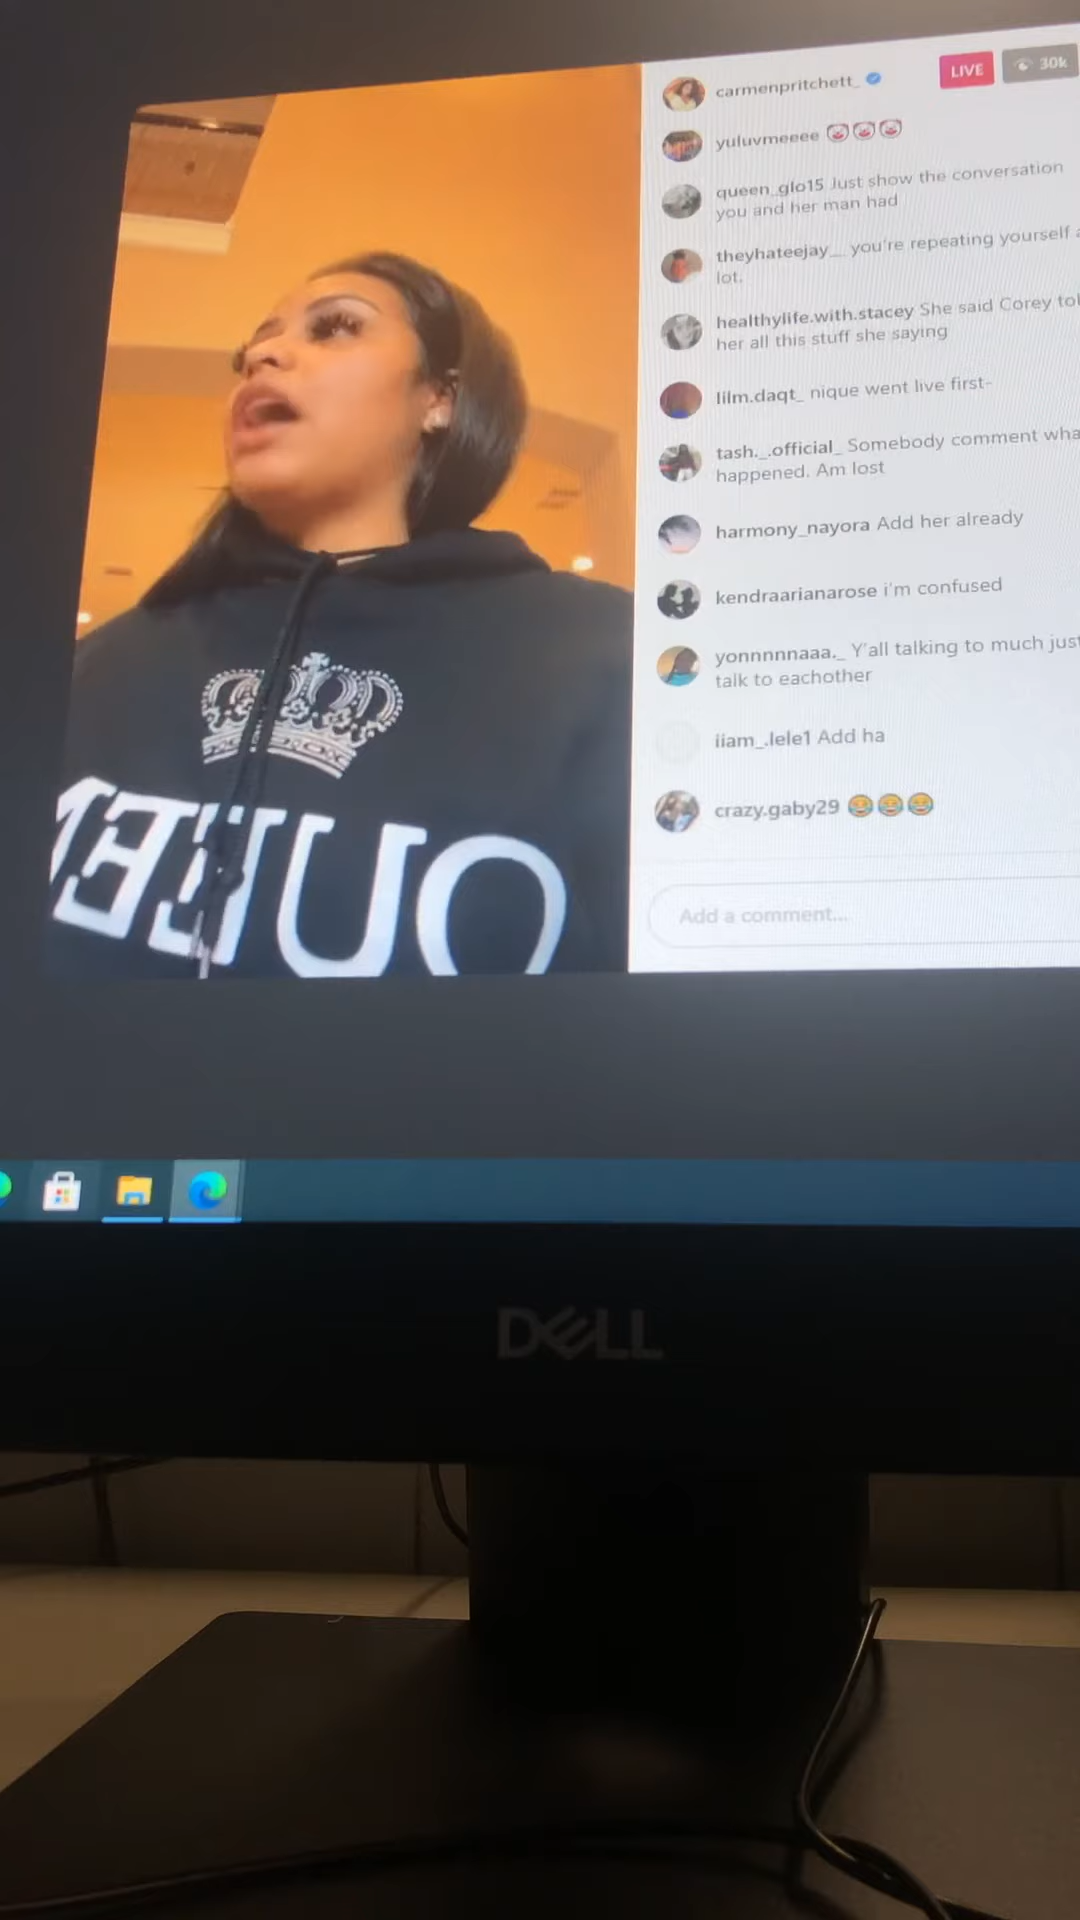 carmenpritchett_
LIVE
30k
yuluvmeeee 🤡🤡🤡
queen_glo15 Just show the conversation
you and her man had
theyhateejay__ you're repeating yourself a
lot.
healthylife.with.stacey She said Corey tol
her all this stuff she saying
lilm.daqt_ nique went live first-
tash._.official_ Somebody comment wha
happened. Am lost
harmony_nayora Add her already
kendraarianarose i'm confused
yonnnnnaaa._ Y'all talking to much just
talk to eachother
iiam_.lele1 Add ha
crazy.gaby29 😂😂😂
Add a comment...
QUEEN
DELL